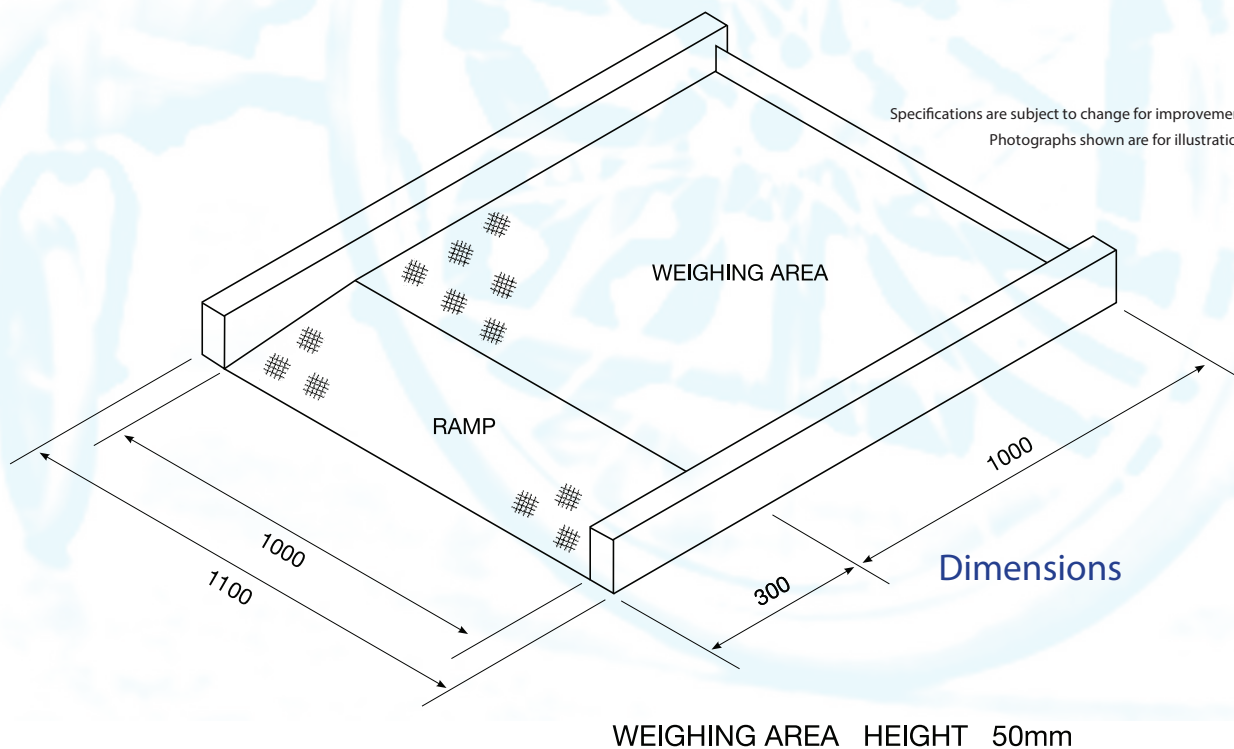 Specifications are subject to change for improvemen
Photographs shown are for illustratio
WEIGHING AREA
RAMP
1000
1000
1100
300
Dimensions
WEIGHING AREA HEIGHT 50mm